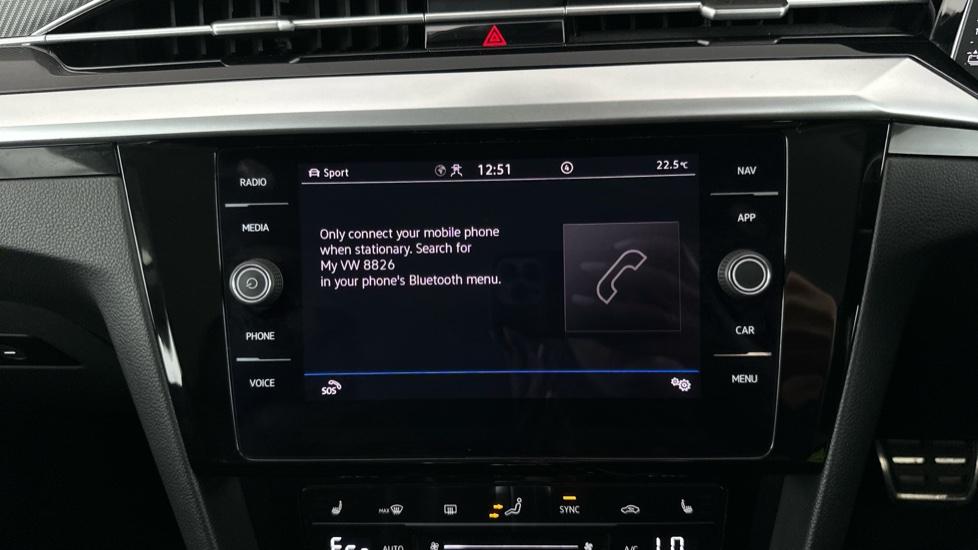 Sport 12:51 4 22.5°C
RADIO
MEDIA
PHONE
VOICE
Only connect your mobile phone
when stationary. Search for
My VW 8826
in your phone's Bluetooth menu.
SOS
NAV
APP
CAR
MENU
MAX SYNC
AUTO A/C